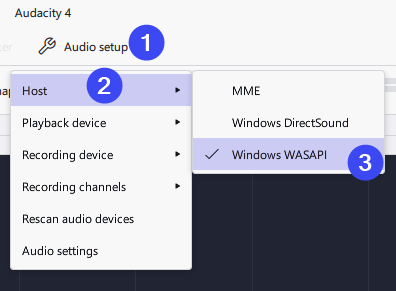 Audacity 4
Audio setup
1
2
Host
MME
Playback device
Windows DirectSound
Recording device
Windows WASAPI
3
Recording channels
Rescan audio devices
Audio settings